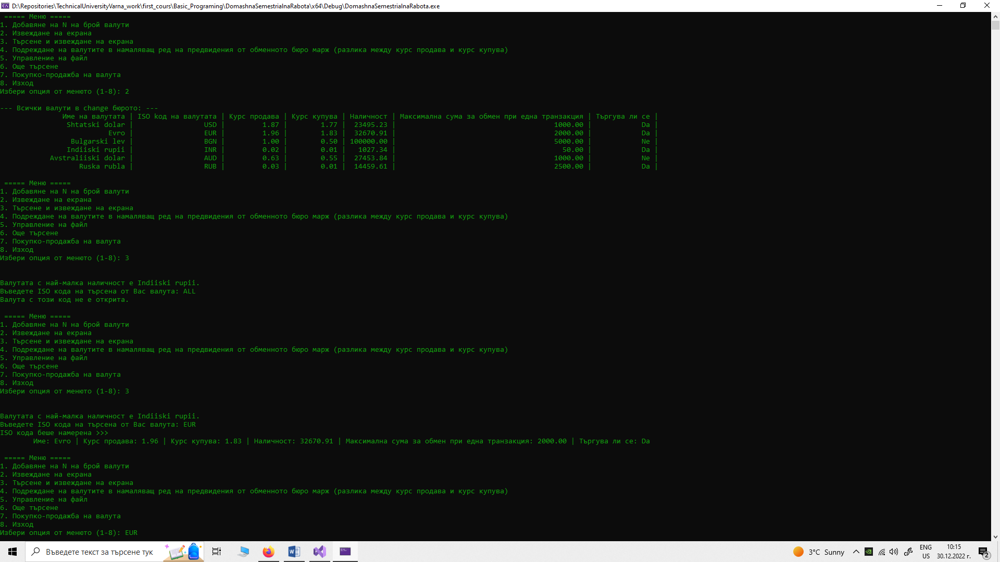 D:\Repositories\TechnicalUniversityVarna_work\first_cours\Basic_Programing\DomashnaSemestrialnaRabota\x64\Debug\DomashnaSemestrialnaRabota.exe
===== Меню =====
1. Добавяне на N на брой валути
2. Извеждане на екрана
3. Търсене и извеждане на екрана
4. Подреждане на валутите в намаляващ ред на предвидения от обменното бюро марж (разлика между курс продава и курс купува)
5. Управление на файл
6. Още търсене
7. Покупко-продажба на валута
8. Изход
Избери опция от менюто (1-8): 2
--- Всички валути в change бюрото: ---
Име на валутата | ISO kод на валутата | Курс продава | Курс купува | Наличност | Максимална сума за обмен при една транзакция | Търгува ли се |
Shtatski dolar | USD | 1.87 | 1.77 | 23495.23 | 1000.00 | Da |
Evro | EUR | 1.96 | 1.83 | 32670.91 | 2000.00 | Da |
Bulgarski lev | BGN | 1.00 | 0.50 | 100000.00 | 5000.00 | Ne |
Indiiski rupii | INR | 0.02 | 0.01 | 1027.34 | 50.00 | Da |
Avstraliiski dolar | AUD | 0.63 | 0.55 | 27453.84 | 1000.00 | Ne |
Ruska rubla | RUB | 0.03 | 0.01 | 14459.61 | 2500.00 | Da |
===== Меню =====
1. Добавяне на N на брой валути
2. Извеждане на екрана
3. Търсене и извеждане на екрана
4. Подреждане на валутите в намаляващ ред на предвидения от обменното бюро марж (разлика между курс продава и курс купува)
5. Управление на файл
6. Още търсене
7. Покупко-продажба на валута
8. Изход
Избери опция от менюто (1-8): 3
Валутата с най-малка наличност е Indiiski rupii.
Въведете ISO кода на търсена от Вас валута: ALL
Валута с този код не е открита.
===== Меню =====
1. Добавяне на N на брой валути
2. Извеждане на екрана
3. Търсене и извеждане на екрана
4. Подреждане на валутите в намаляващ ред на предвидения от обменното бюро марж (разлика между курс продава и курс купува)
5. Управление на файл
6. Още търсене
7. Покупко-продажба на валута
8. Изход
Избери опция от менюто (1-8): 3
Валутата с най-малка наличност е Indiiski rupii.
Въведете ISO кода на търсена от Вас валута: EUR
ISO кода беше намерена >>>
Име: Evro | Курс продава: 1.96 | Курс купува: 1.83 | Наличност: 32670.91 | Максимална сума за обмен при една транзакция: 2000.00 | Търгува ли се: Da
===== Меню =====
1. Добавяне на N на брой валути
2. Извеждане на екрана
3. Търсене и извеждане на екрана
4. Подреждане на валутите в намаляващ ред на предвидения от обменното бюро марж (разлика между курс продава и курс купува)
5. Управление на файл
6. Още търсене
7. Покупко-продажба на валута
8. Изход
Избери опция от менюто (1-8): EUR
Въведете текст за търсене тук
3°C Sunny
ENG
US
10:15
30.12.2022 г.
2